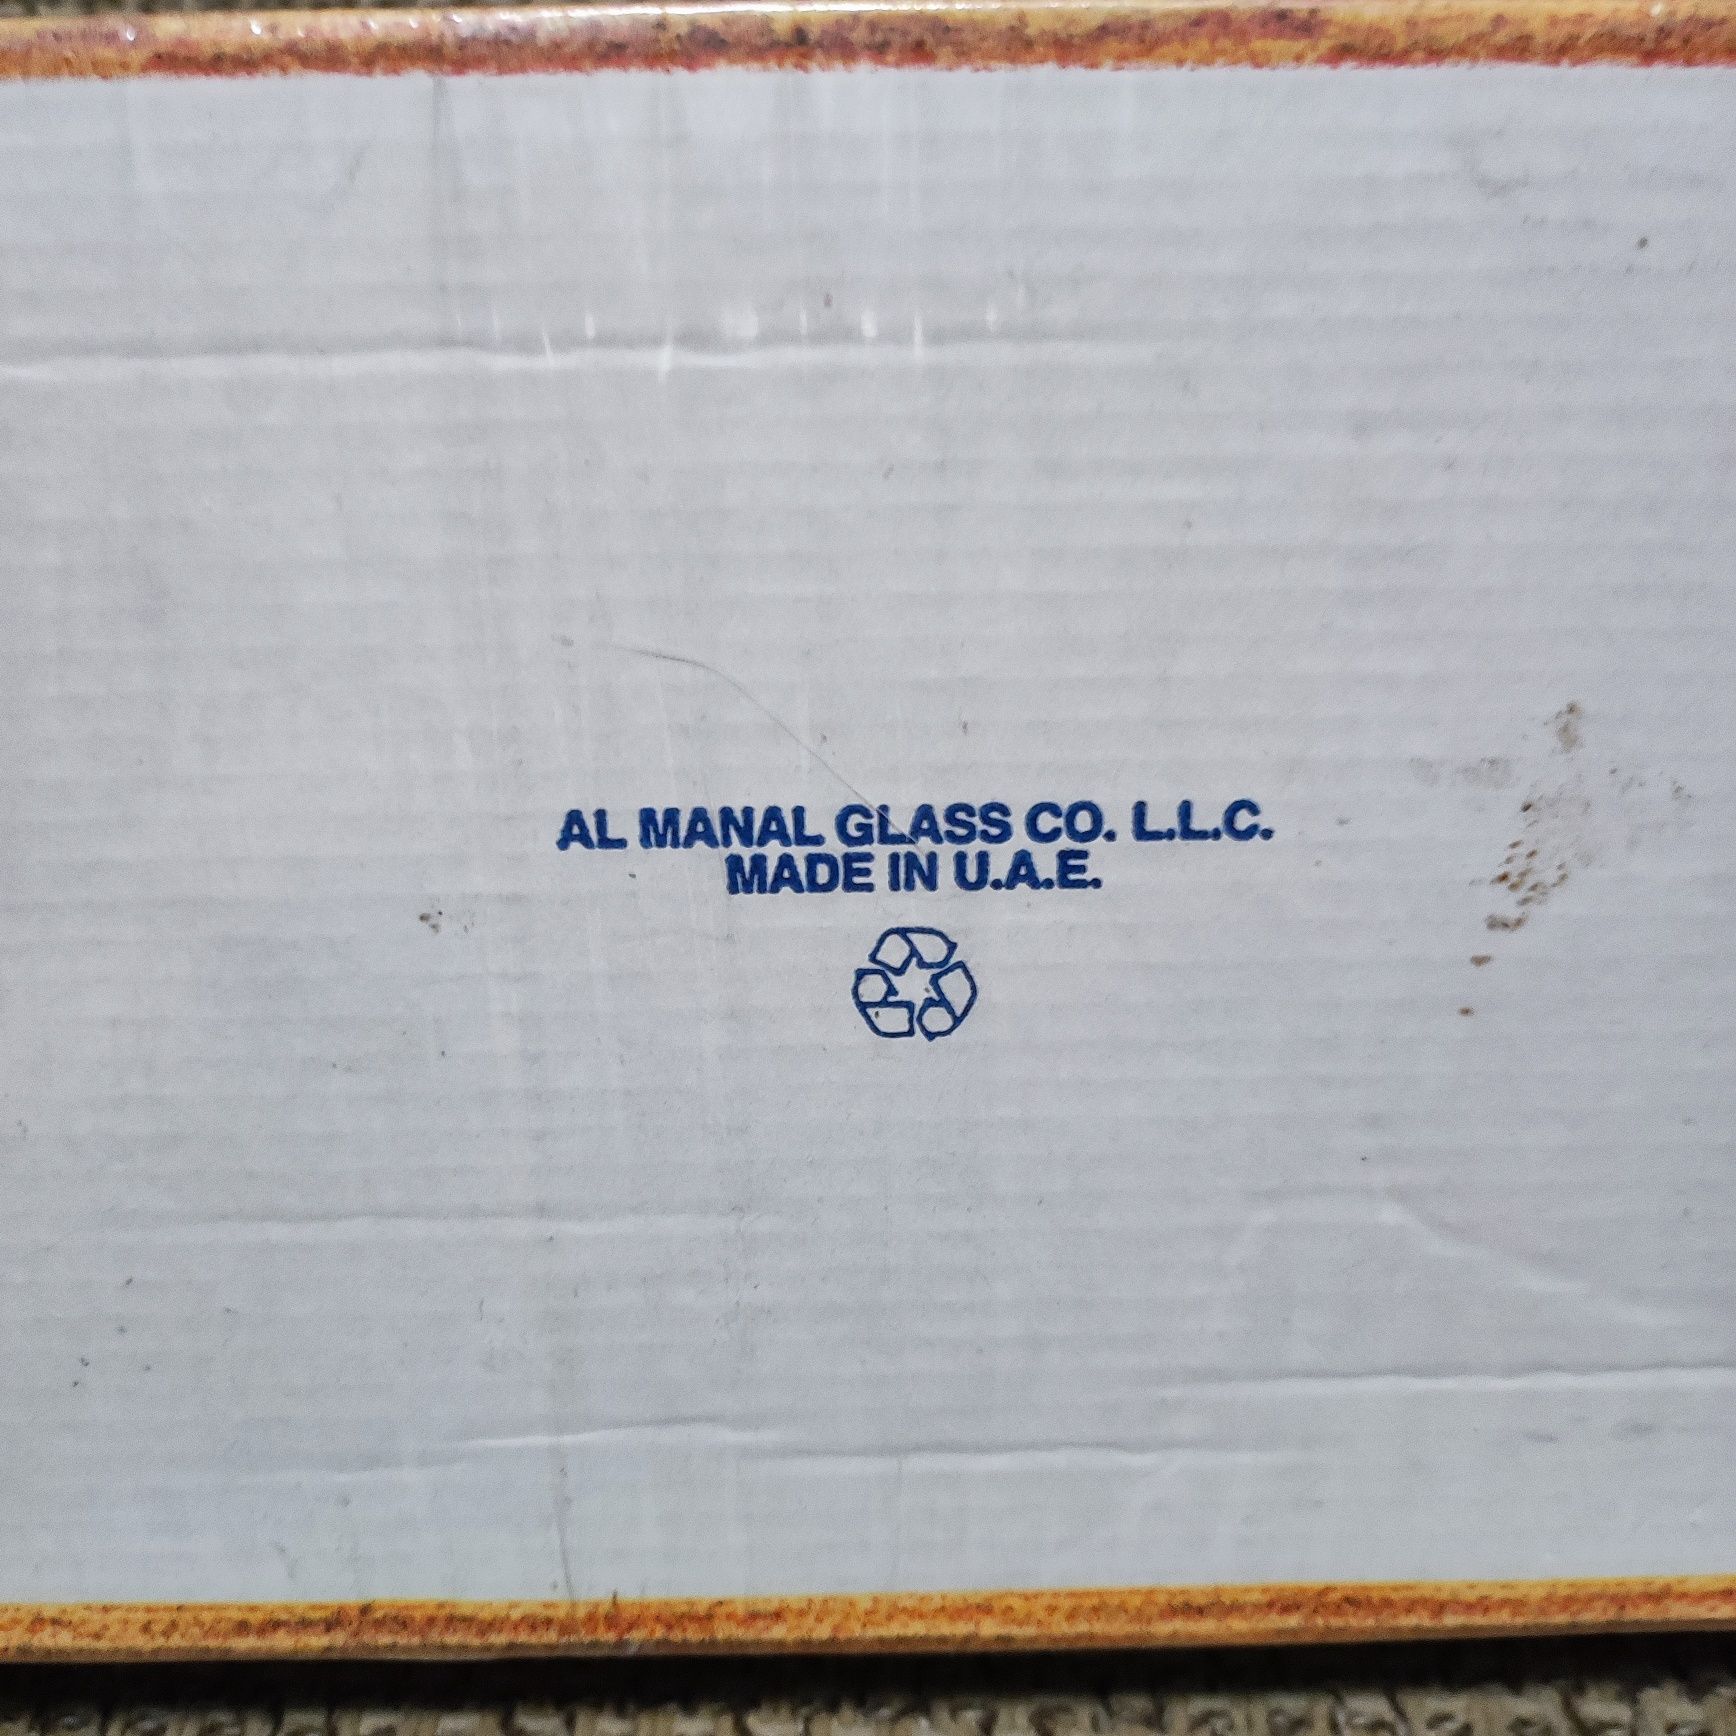 AL MANAL GLASS CO. L.L.C.
MADE IN U.A.E.